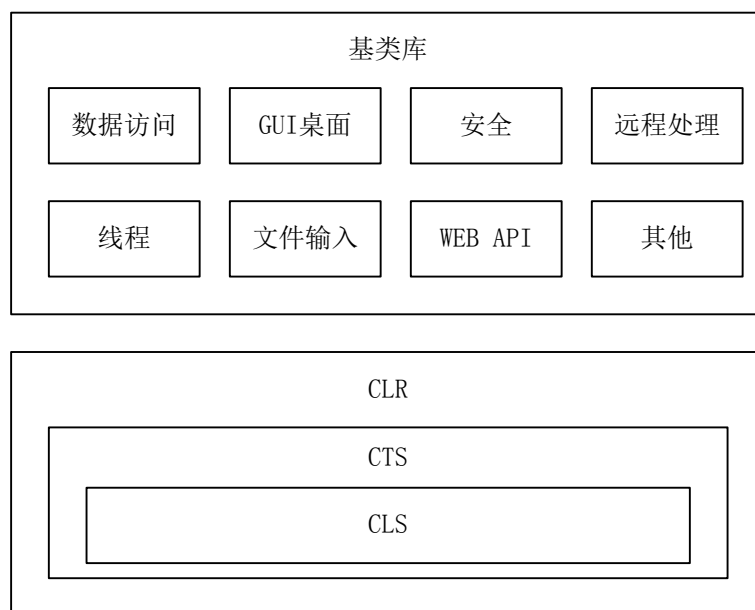 基类库
数据访问
GUI桌面
安全
远程处理
线程
文件输入
WEB API
其他
CLR
CTS
CLS